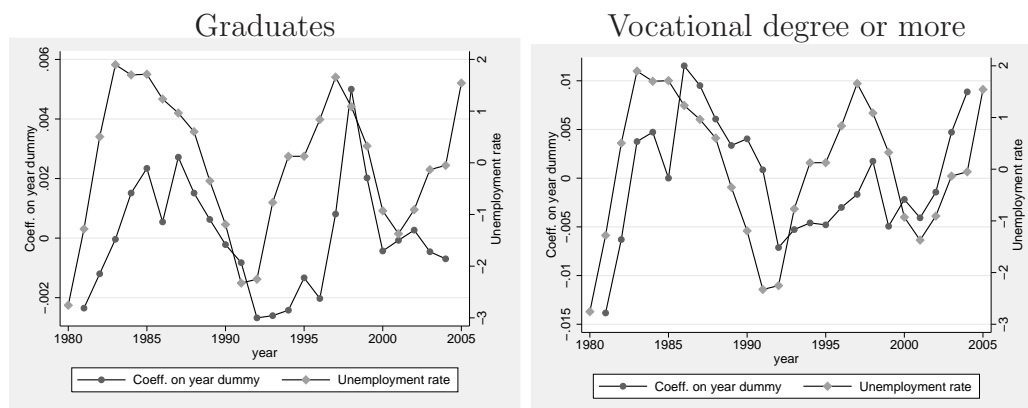 Graduates
.006
.004
.002
0
−.002
Coeff. on year dummy
2
1
0
−1
−2
−3
Unemployment rate
1980 1985 1990 1995 2000 2005
year
Coeff. on year dummy Unemployment rate
Vocational degree or more
.01
.005
0
−.005
−.01
−.015
Coeff. on year dummy
2
1
0
−1
−2
−3
Unemployment rate
1980 1985 1990 1995 2000 2005
year
Coeff. on year dummy Unemployment rate